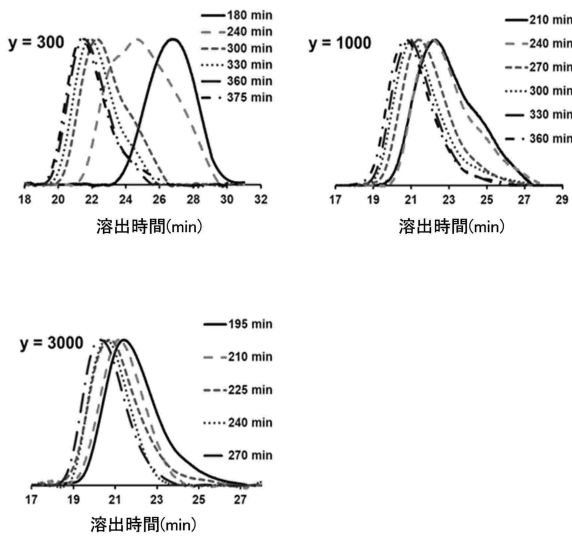 y = 300
180 min
240 min
300 min
330 min
360 min
375 min
18 20 22 24 26 28 30 32
溶出時間(min)
y = 1000
210 min
240 min
270 min
300 min
330 min
360 min
17 19 21 23 25 27 29
溶出時間(min)
y = 3000
195 min
210 min
225 min
240 min
270 min
17 19 21 23 25 27
溶出時間(min)